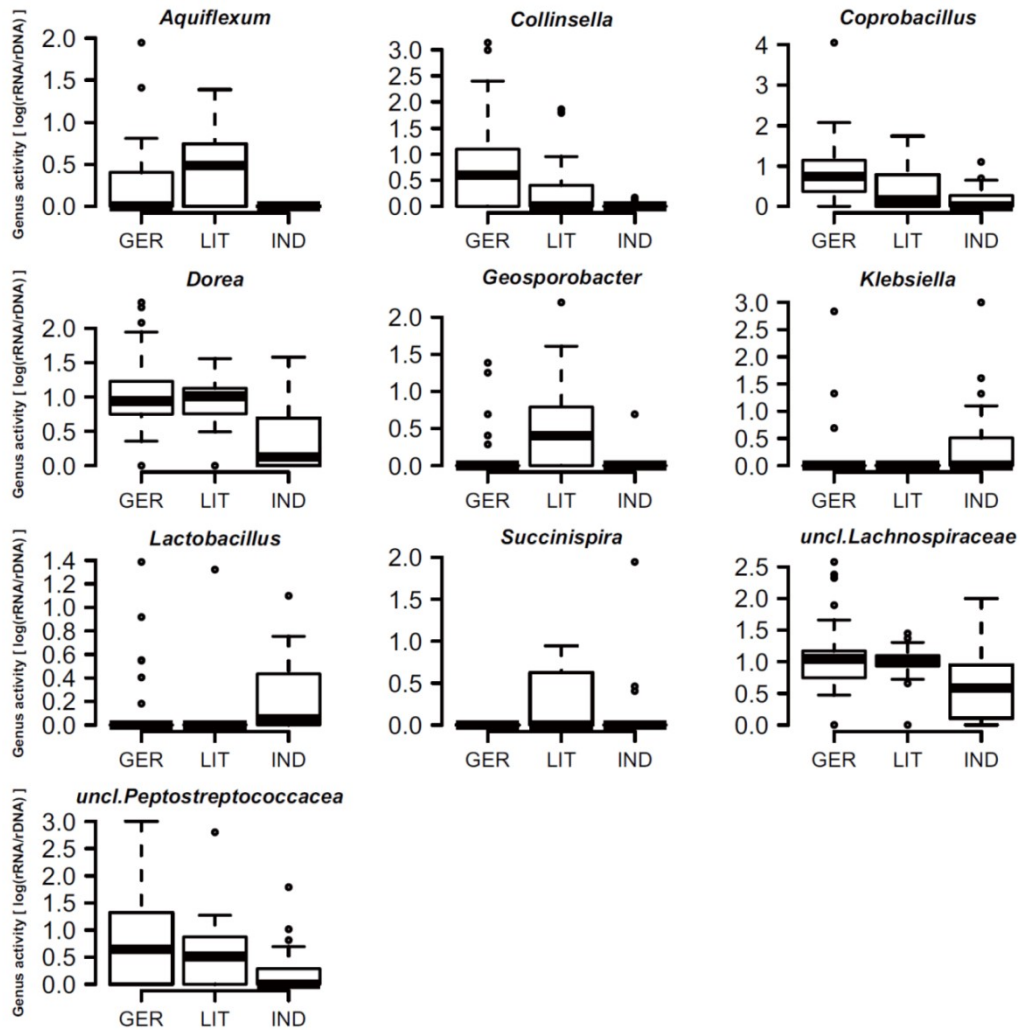 Aquiflexum
Genus activity [ log(rRNA/rDNA) ]
2.0
1.5
1.0
0.5
0.0
GER LIT IND
Collinsella
3.0
2.5
2.0
1.5
1.0
0.5
0.0
GER LIT IND
Coprobacillus
4
3
2
1
0
GER LIT IND
Dorea
Genus activity [ log(rRNA/rDNA) ]
2.0
1.5
1.0
0.5
0.0
GER LIT IND
Geosporobacter
2.0
1.5
1.0
0.5
0.0
GER LIT IND
Klebsiella
3.0
2.5
2.0
1.5
1.0
0.5
0.0
GER LIT IND
Lactobacillus
Genus activity [ log(rRNA/rDNA) ]
1.4
1.2
1.0
0.8
0.6
0.4
0.2
0.0
GER LIT IND
Succinispira
2.0
1.5
1.0
0.5
0.0
GER LIT IND
uncl.Lachnospiraceae
2.5
2.0
1.5
1.0
0.5
0.0
GER LIT IND
uncl.Peptostreptococcacea
Genus activity [ log(rRNA/rDNA) ]
3.0
2.5
2.0
1.5
1.0
0.5
0.0
GER LIT IND